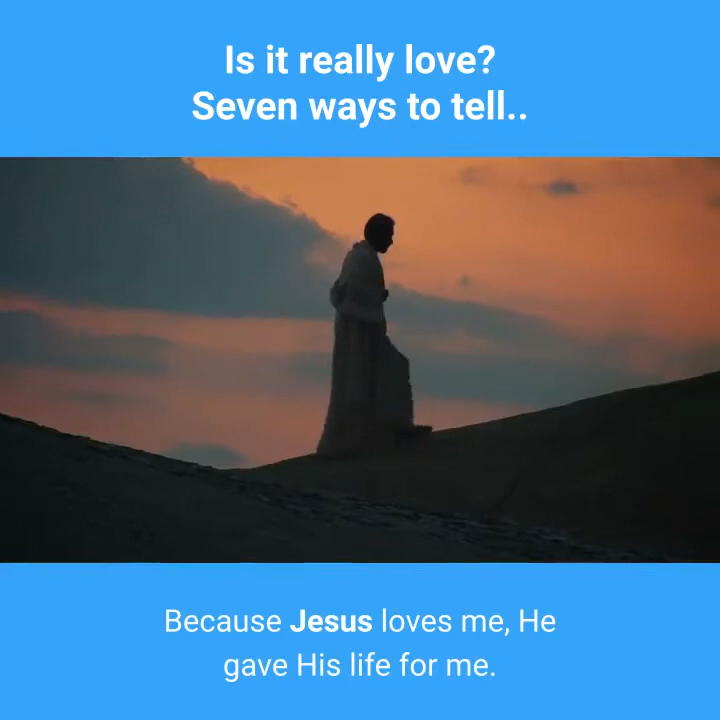 Is it really love?
Seven ways to tell..
Because Jesus loves me, He
gave His life for me.